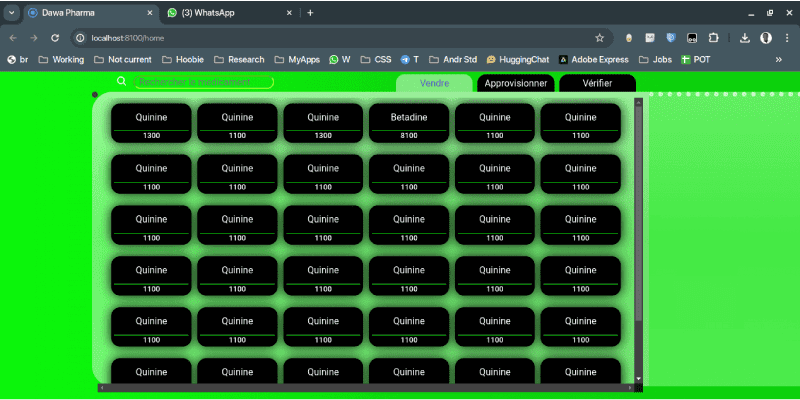 Dawa Pharma
(3) WhatsApp
localhost:8100/home
br Working Not current Hoobie Research MyApps W CSS T Andr Std HuggingChat Adobe Express Jobs POT
Rechercher le médicament
Vendre Approvisionner Vérifier
Quinine Quinine Quinine Betadine Quinine Quinine
1300 1100 1300 8100 1100 1100
Quinine Quinine Quinine Quinine Quinine Quinine
1100 1100 1100 1100 1100 1100
Quinine Quinine Quinine Quinine Quinine Quinine
1100 1100 1100 1100 1100 1100
Quinine Quinine Quinine Quinine Quinine Quinine
1100 1100 1100 1100 1100 1100
Quinine Quinine Quinine Quinine Quinine Quinine
1100 1100 1100 1100 1100 1100
Quinine Quinine Quinine Quinine Quinine Quinine